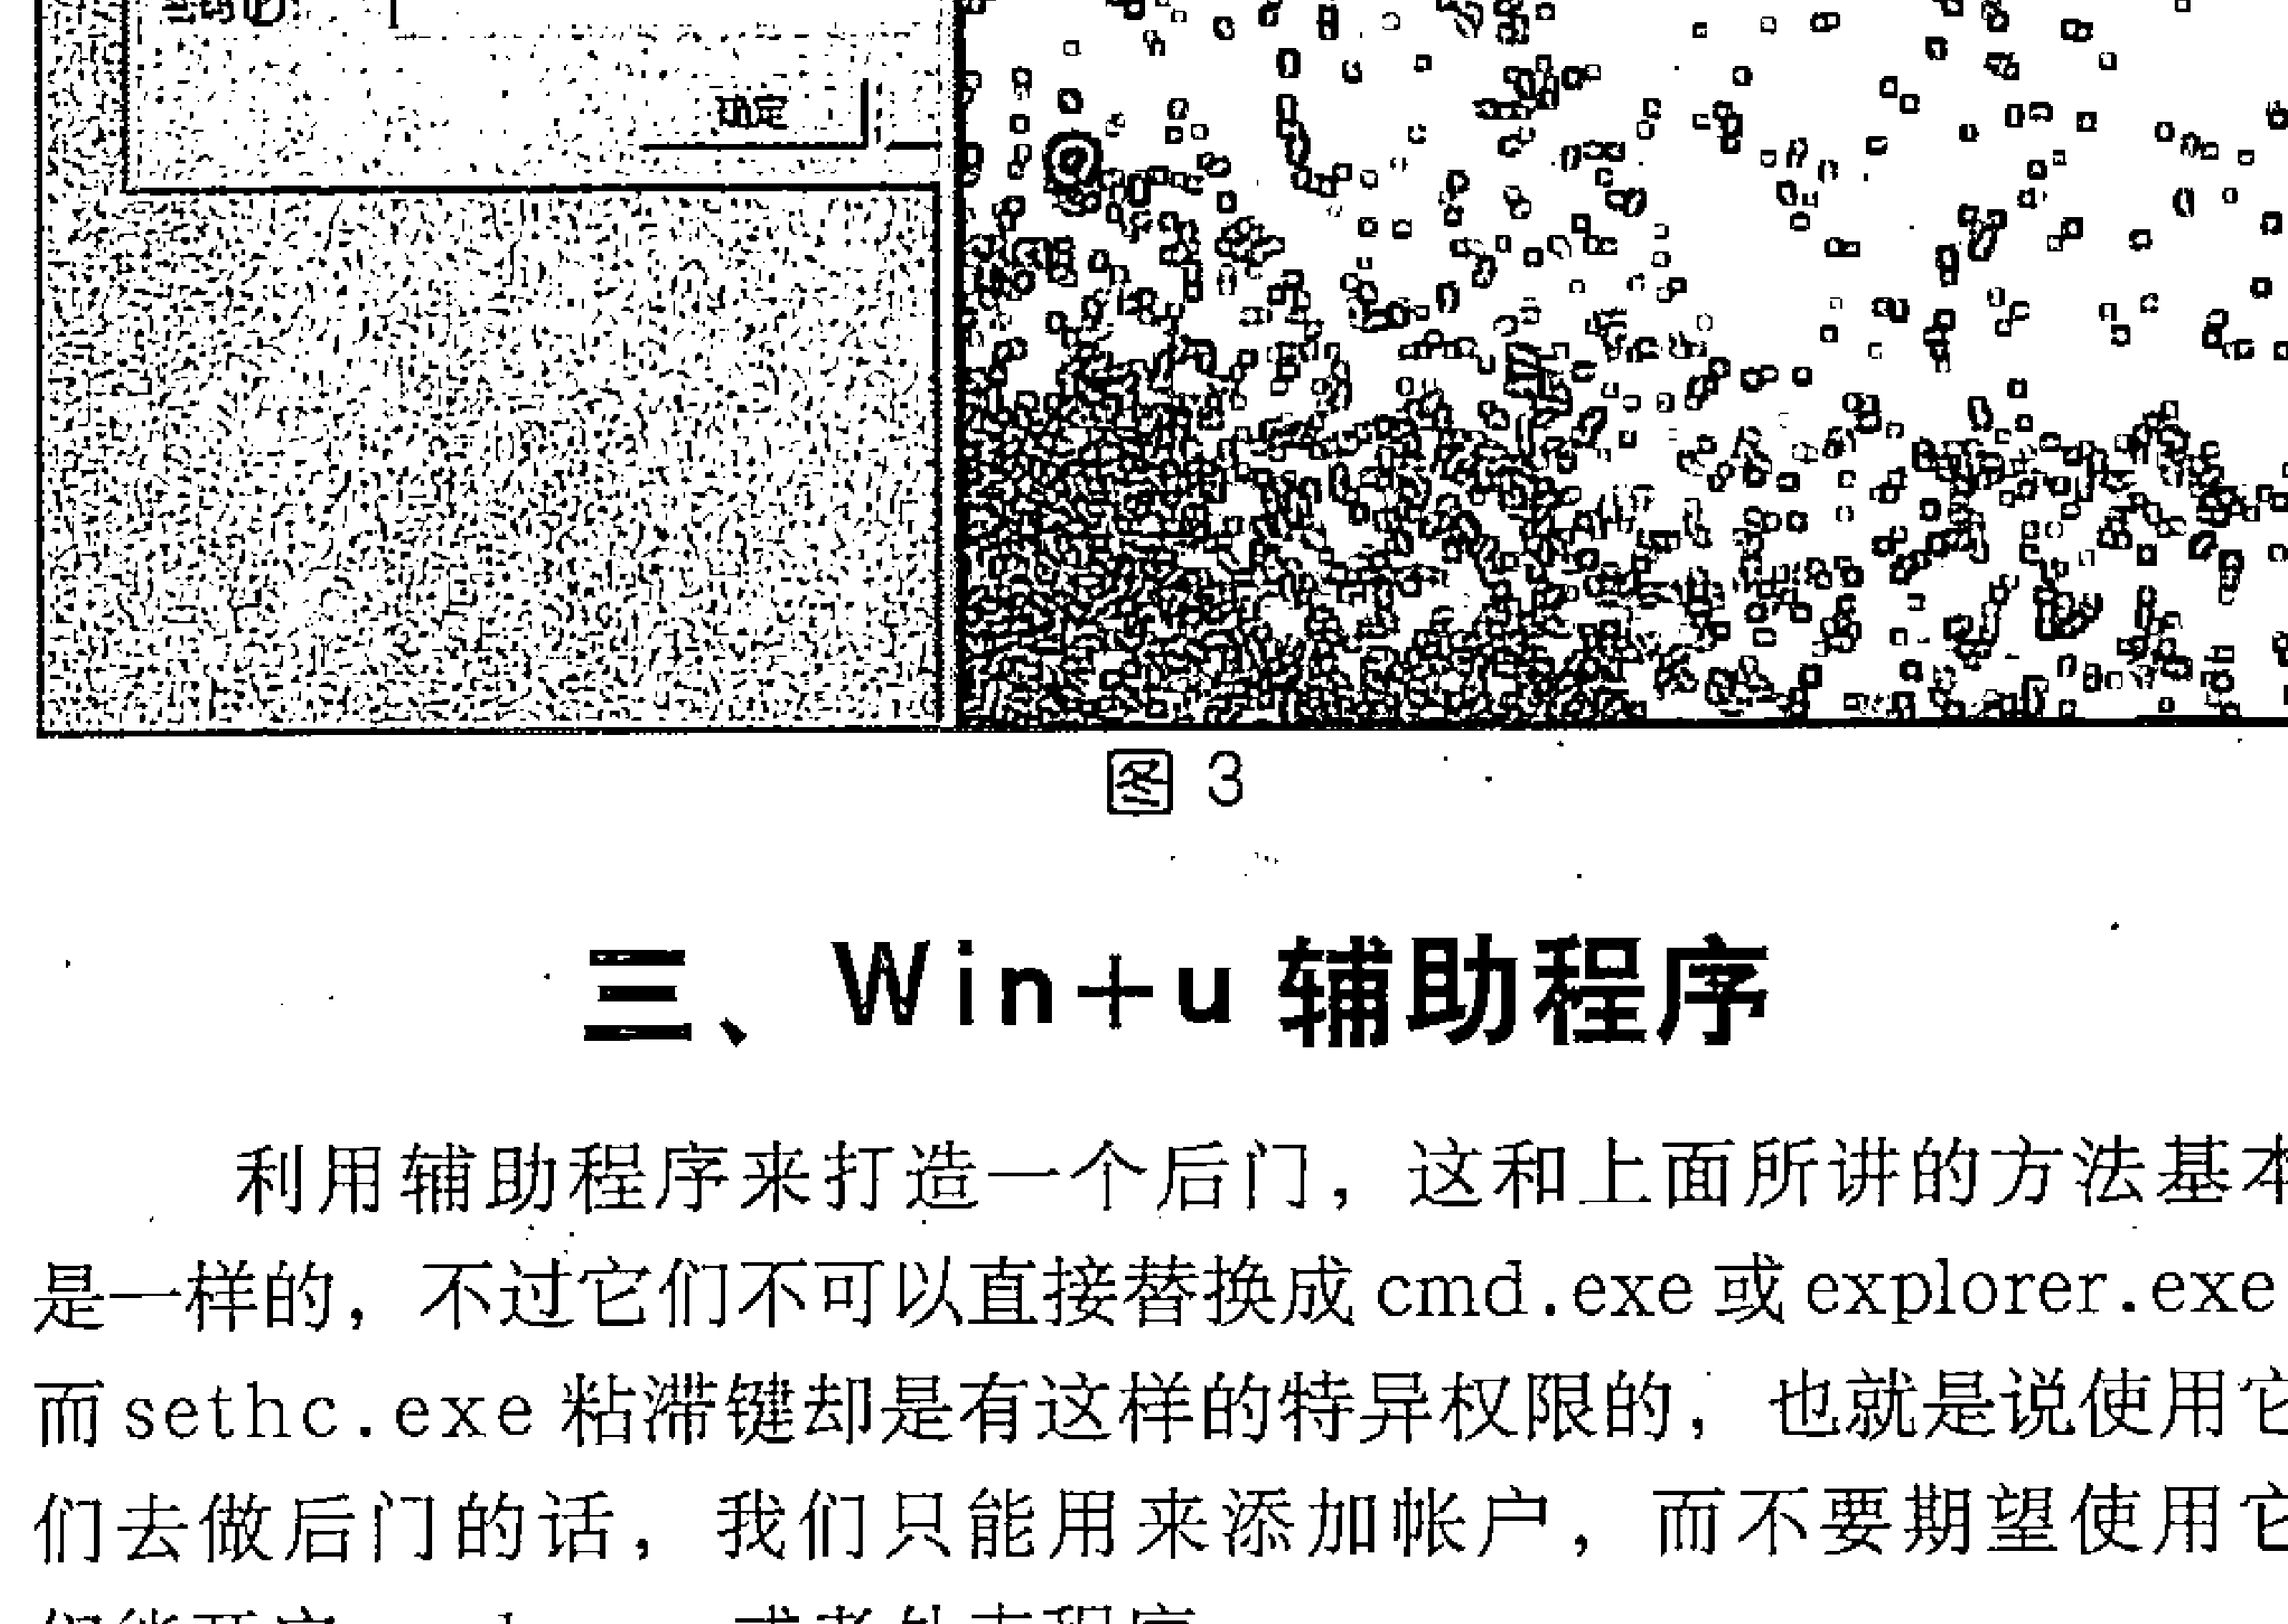 确定
图 3
三、Win+u 辅助程序
利用辅助程序来打造一个后门，这和上面所讲的方法基本
是一样的，不过它们不可以直接替换成 cmd.exe 或 explorer.exe
而 sethc.exe 粘滞键却是有这样的特异权限的，也就是说使用它
们去做后门的话，我们只能用来添加帐户，而不要期望使用它